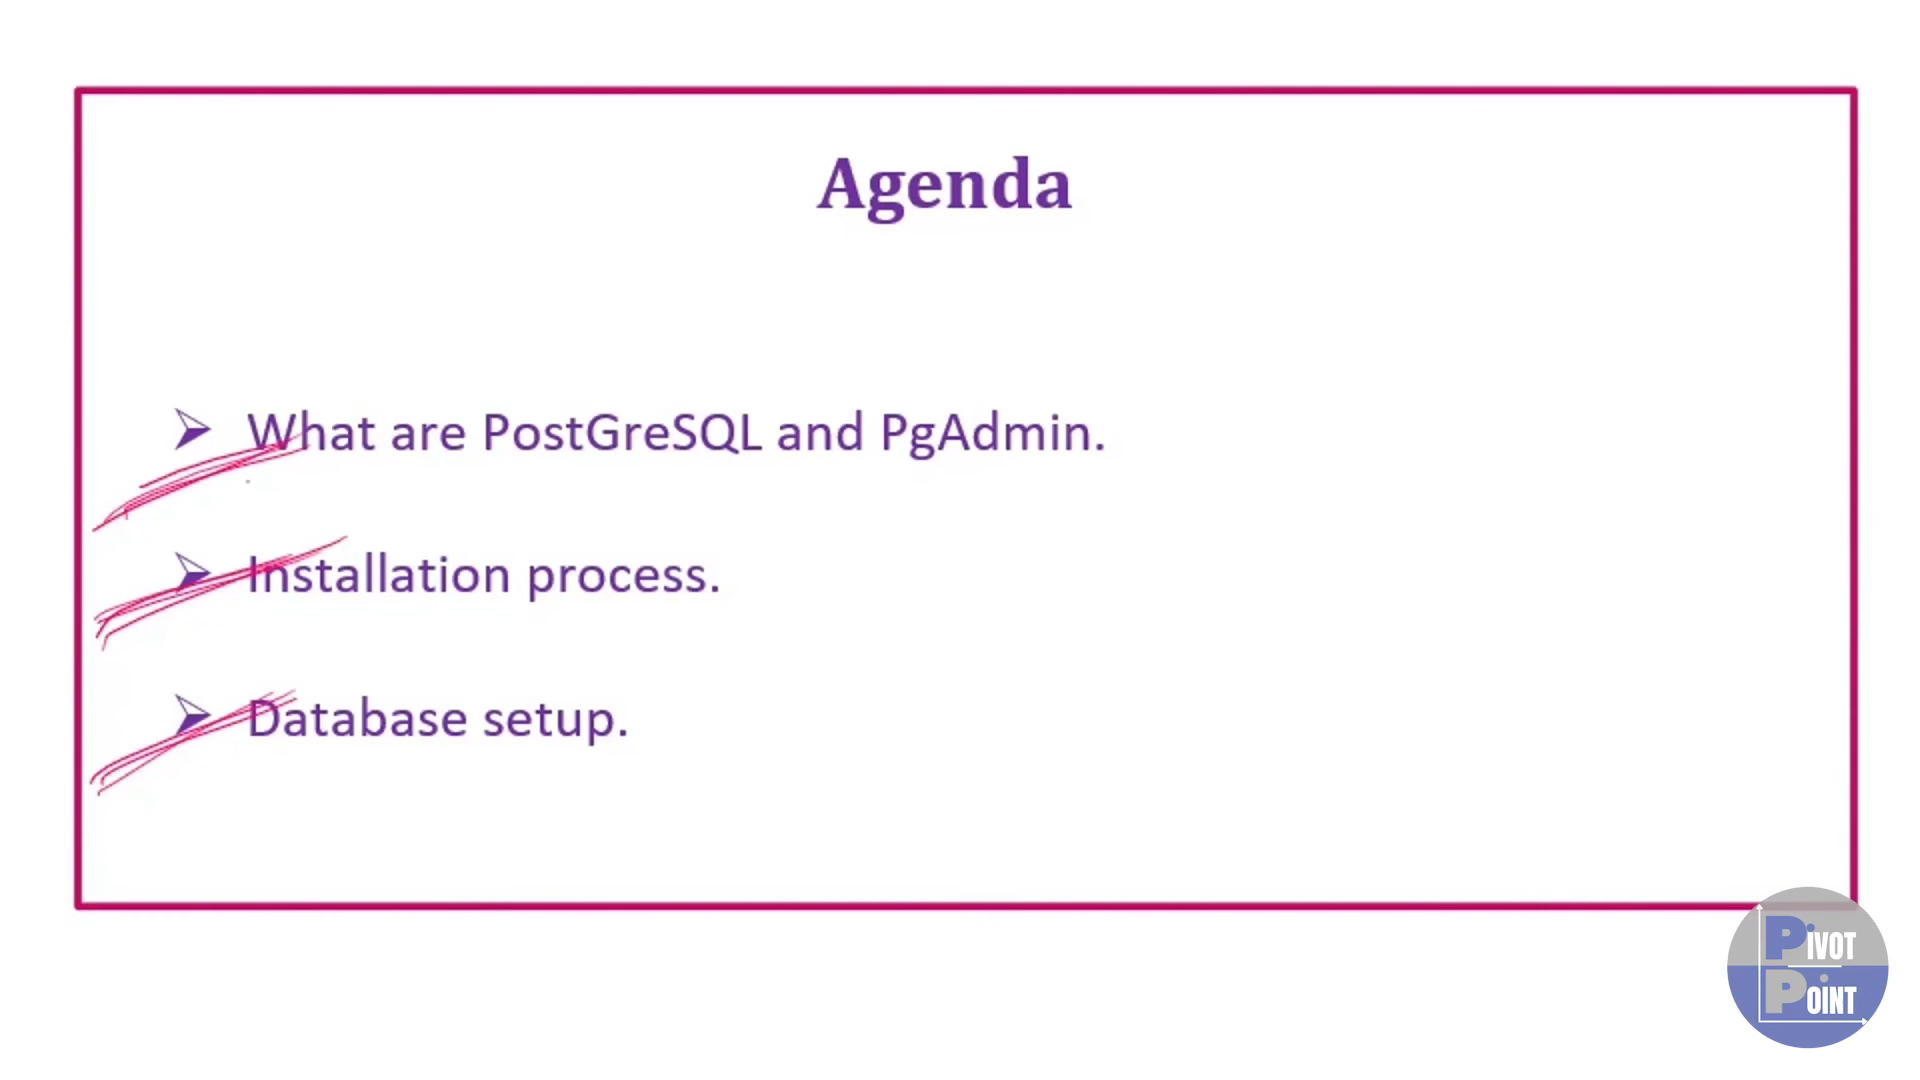 Agenda
What are PostGreSQL and PgAdmin.
Installation process.
Database setup.
PIVOT
POINT